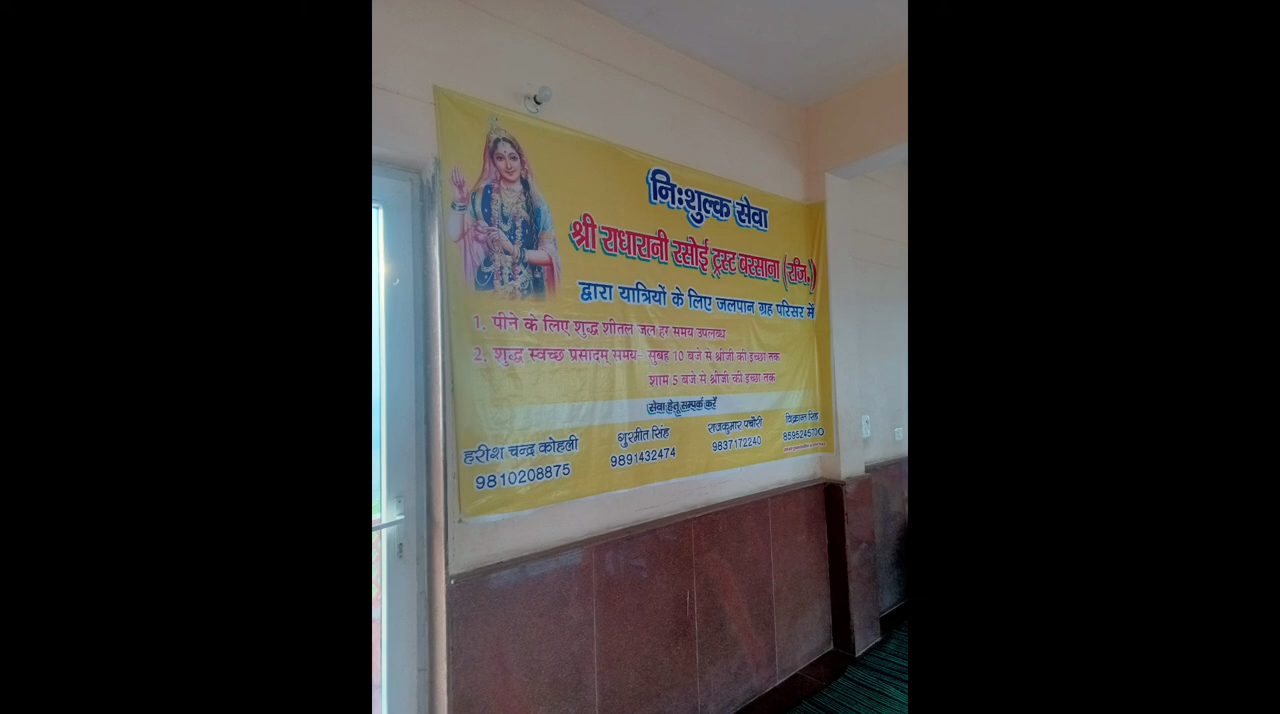 निःशुल्क सेवा
श्री राधारानी रसोई ट्रस्ट बरसाना (रजि.)
द्वारा यात्रियों के लिए जलपान ग्रह परिसर में
1. पीने के लिए शुद्ध शीतल जल हर समय उपलब्ध
2. शुद्ध स्वच्छ प्रसादम् समय- सुबह 10 बजे से श्रीजी की इच्छा तक
शाम 5 बजे से श्रीजी की इच्छा तक
सेवा हेतु सम्पर्क करें
हरीश चन्द्र कोहली गुरमीत सिंह राजकुमार पचौरी विक्रान्त सिंह
9810208875 9891432474 9837172240 8595245700